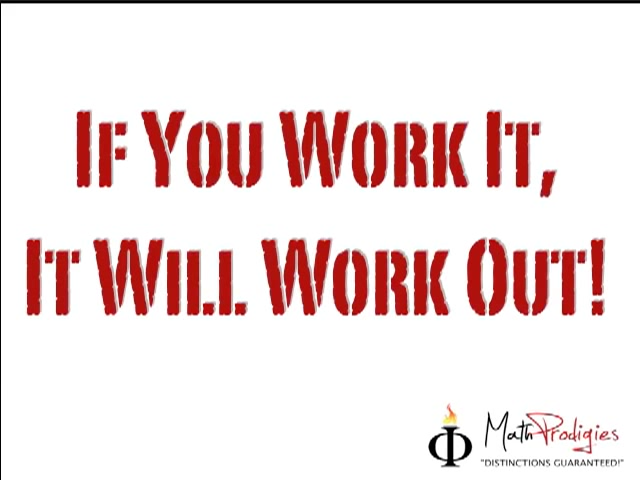 If You Work It,
It Will Work Out!
MathProdigies
"DISTINCTIONS GUARANTEED!"